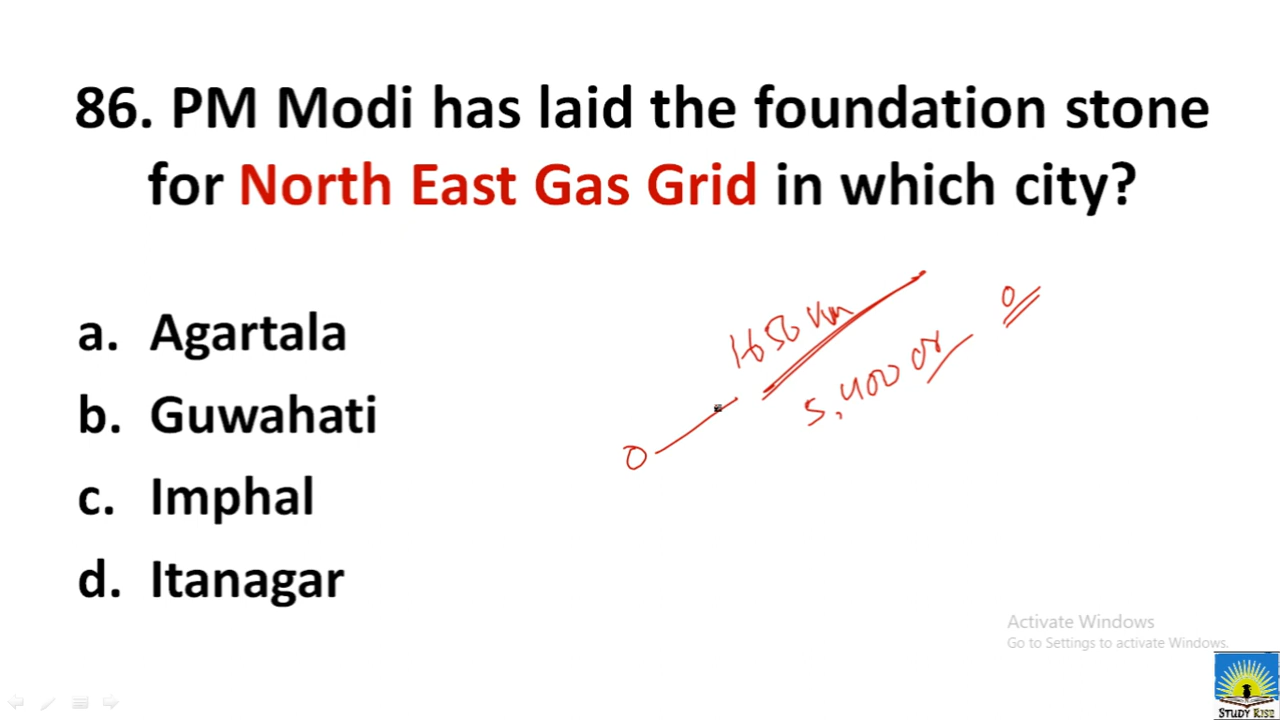 86. PM Modi has laid the foundation stone
for North East Gas Grid in which city?
a. Agartala
b. Guwahati
c. Imphal
d. Itanagar
1656 Km
5,400 cr
Activate Windows
Go to Settings to activate Windows.
STUDY RISE